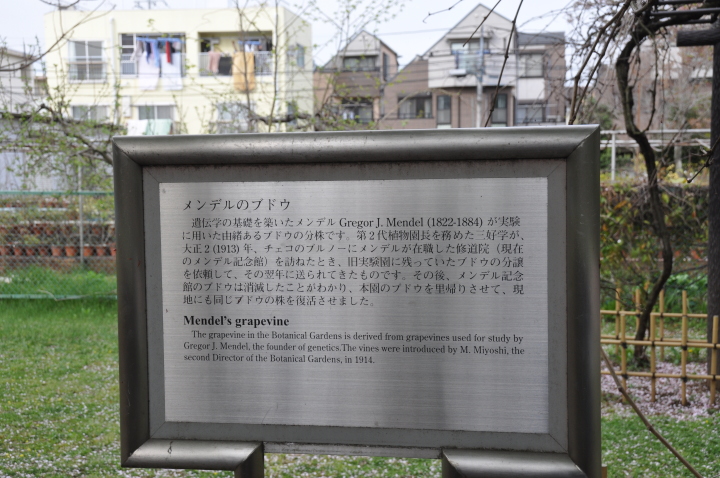 メンデルのブドウ
遺伝学の基礎を築いたメンデル Gregor J. Mendel (1822-1884) が実験
に用いた由緒あるブドウの分株です。第2代植物園長を務めた三好学が、
大正2 (1913) 年、チェコのブルノーにメンデルが在職した修道院（現在
のメンデル記念館）を訪ねたとき、旧実験園に残っていたブドウの分譲
を依頼して、その翌年に送られてきたものです。その後、メンデル記念
館のブドウは消滅したことがわかり、本園のブドウを里帰りさせて、現
地にも同じブドウの株を復活させました。
Mendel's grapevine
The grapevine in the Botanical Gardens is derived from grapevines used for study by
Gregor J. Mendel, the founder of genetics.The vines were introduced by M. Miyoshi, the
second Director of the Botanical Gardens, in 1914.